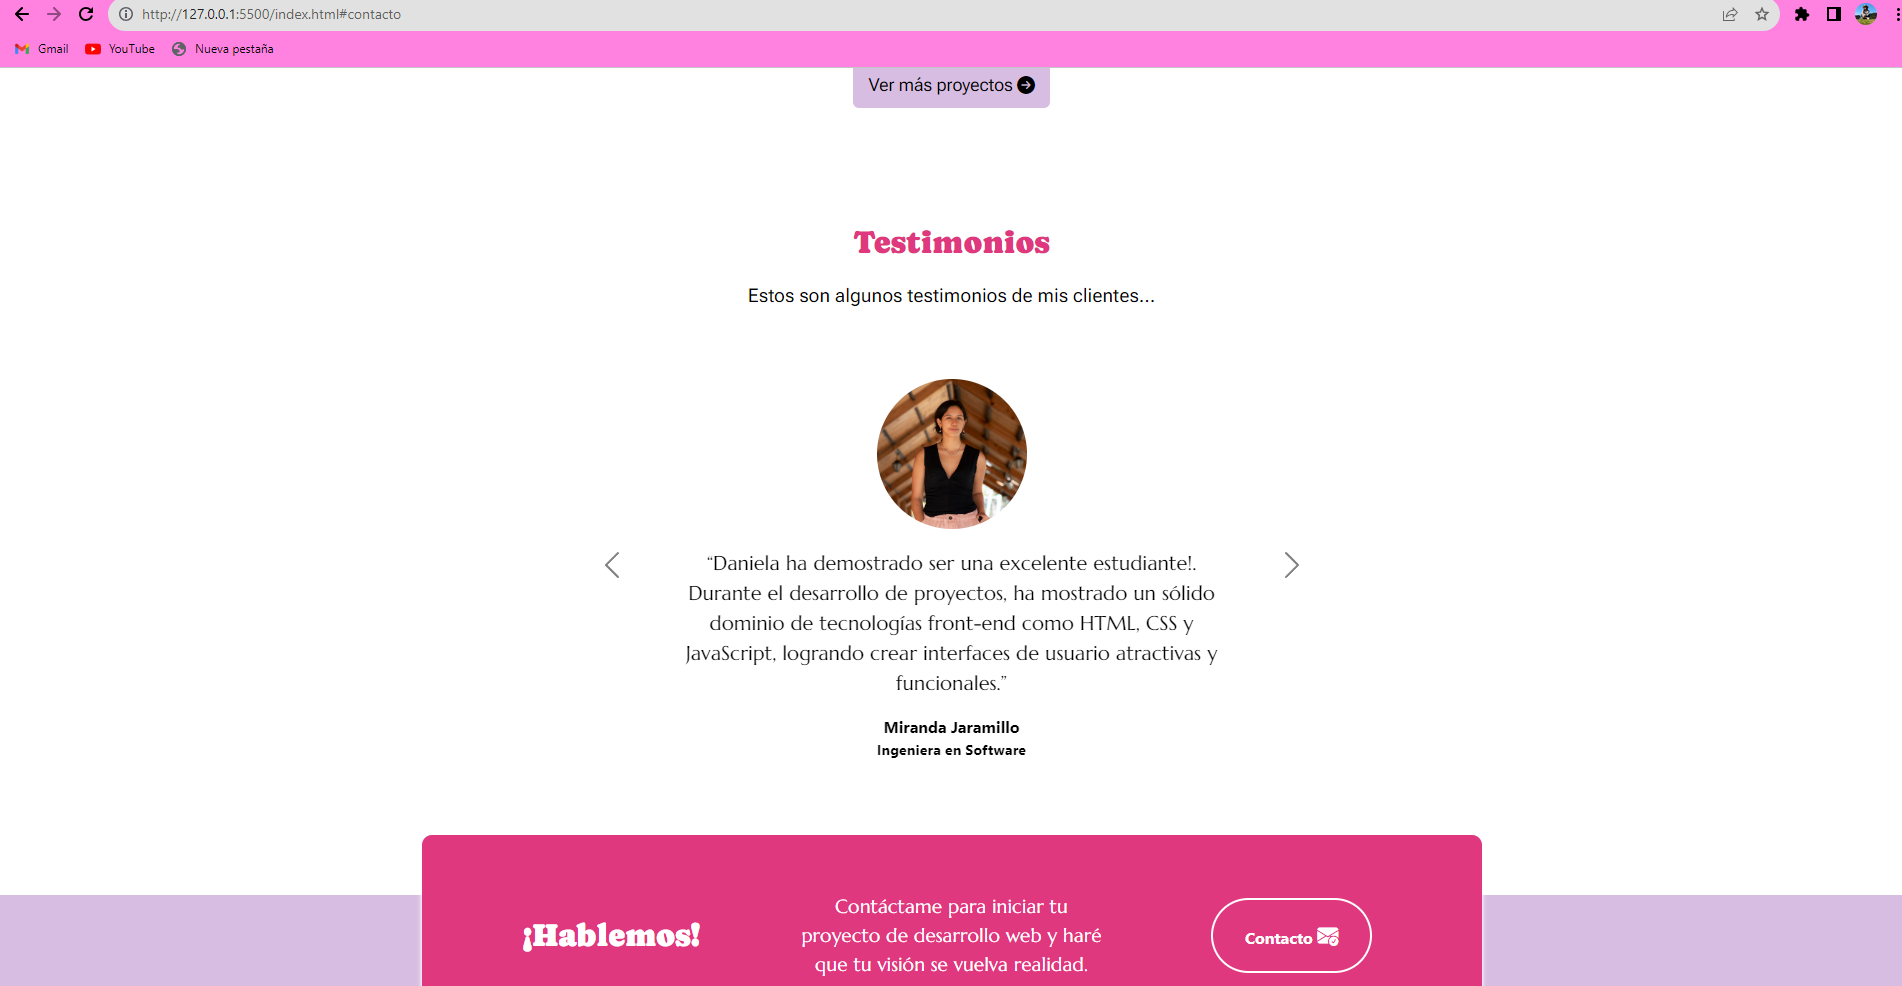 http://127.0.0.1:5500/index.html#contacto
Gmail YouTube Nueva pestaña
Ver más proyectos
Testimonios
Estos son algunos testimonios de mis clientes...
“Daniela ha demostrado ser una excelente estudiante!.
Durante el desarrollo de proyectos, ha mostrado un sólido
dominio de tecnologías front-end como HTML, CSS y
JavaScript, logrando crear interfaces de usuario atractivas y
funcionales.”
Miranda Jaramillo
Ingeniera en Software
¡Hablemos!
Contáctame para iniciar tu
proyecto de desarrollo web y haré
que tu visión se vuelva realidad.
Contacto